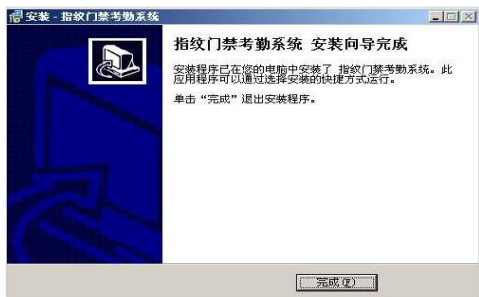 安装 - 指纹门禁考勤系统
指纹门禁考勤系统 安装向导完成
安装程序已在您的电脑中安装了 指纹门禁考勤系统。此
应用程序可以通过选择安装的快捷方式运行。
单击“完成”退出安装程序。
完成(F)